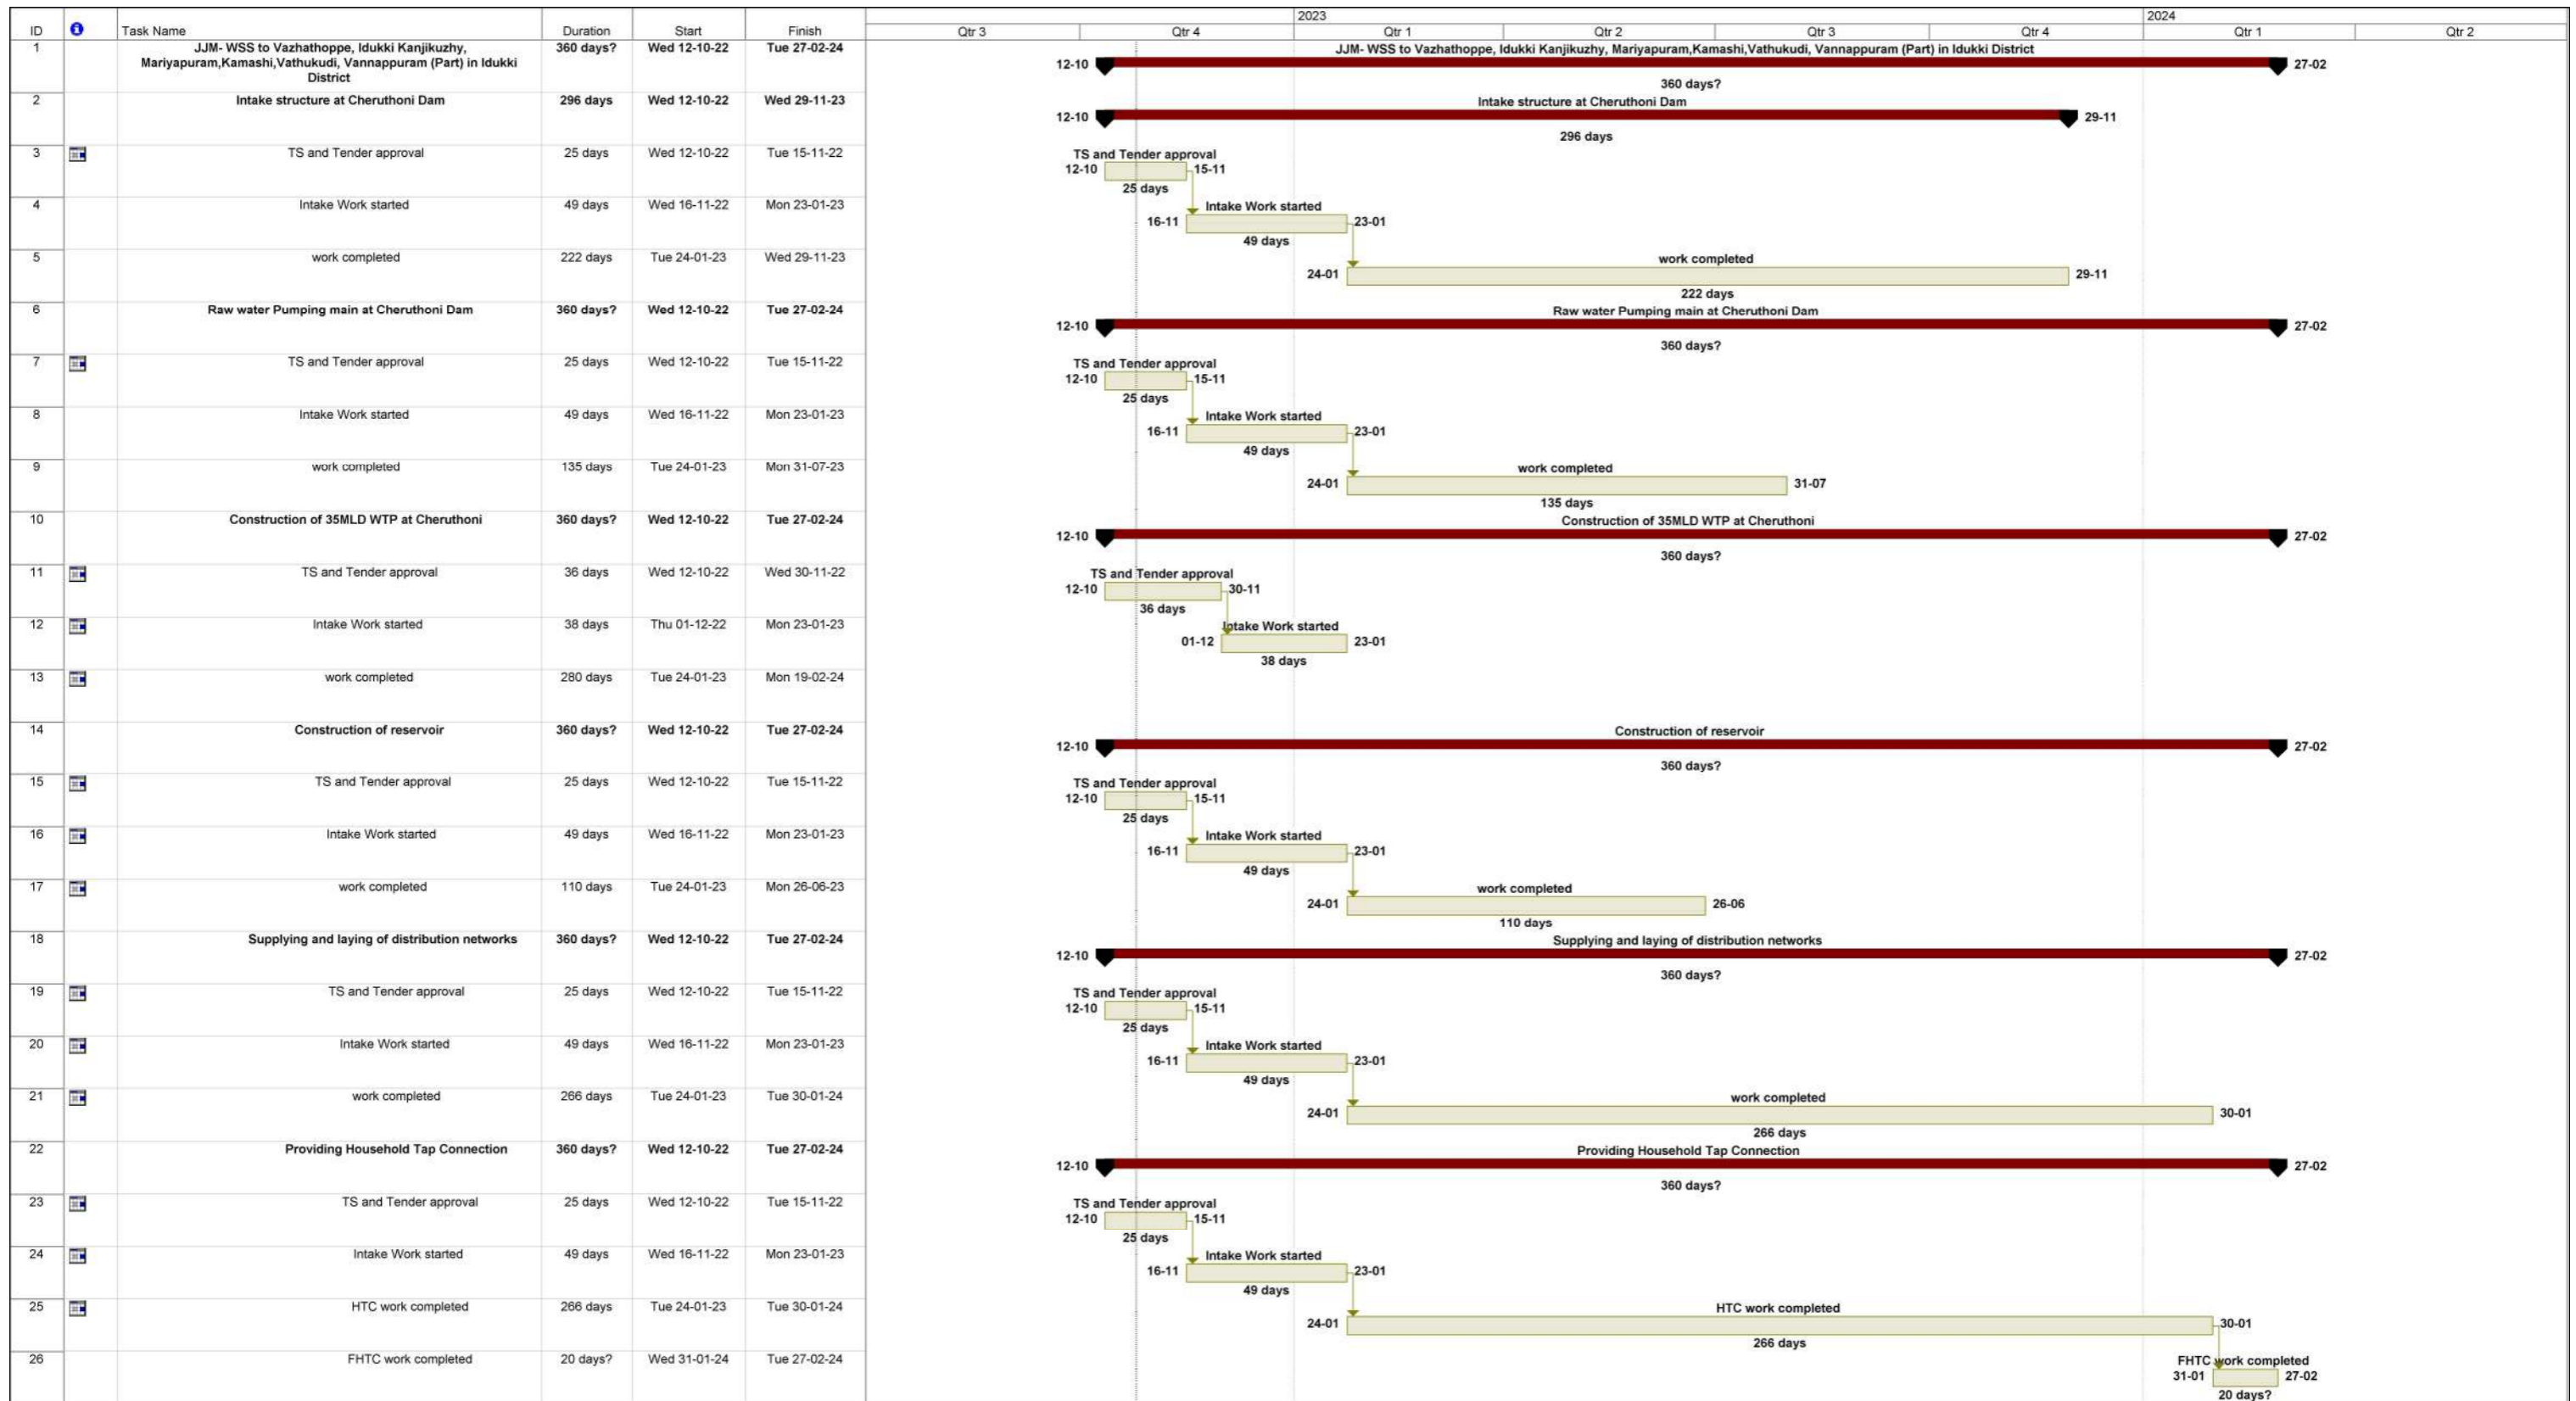 2023 2024
ID Task Name Duration Start Finish Qtr 3 Qtr 4 Qtr 1 Qtr 2 Qtr 3 Qtr 4 Qtr 1 Qtr 2
1 JJM- WSS to Vazhathoppe, Idukki Kanjikuzhy, 360 days? Wed 12-10-22 Tue 27-02-24 JJM- WSS to Vazhathoppe, Idukki Kanjikuzhy, Mariyapuram,Kamashi,Vathukudi, Vannappuram (Part) in Idukki District
Mariyapuram,Kamashi,Vathukudi, Vannappuram (Part) in Idukki 12-10 27-02
District 360 days?
2 Intake structure at Cheruthoni Dam 296 days Wed 12-10-22 Wed 29-11-23 Intake structure at Cheruthoni Dam
12-10 29-11
296 days
3 TS and Tender approval 25 days Wed 12-10-22 Tue 15-11-22 TS and Tender approval
12-10 15-11
25 days
4 Intake Work started 49 days Wed 16-11-22 Mon 23-01-23 Intake Work started
16-11 23-01
49 days
5 work completed 222 days Tue 24-01-23 Wed 29-11-23 work completed
24-01 29-11
222 days
6 Raw water Pumping main at Cheruthoni Dam 360 days? Wed 12-10-22 Tue 27-02-24 Raw water Pumping main at Cheruthoni Dam
12-10 27-02
360 days?
7 TS and Tender approval 25 days Wed 12-10-22 Tue 15-11-22 TS and Tender approval
12-10 15-11
25 days
8 Intake Work started 49 days Wed 16-11-22 Mon 23-01-23 Intake Work started
16-11 23-01
49 days
9 work completed 135 days Tue 24-01-23 Mon 31-07-23 work completed
24-01 31-07
135 days
10 Construction of 35MLD WTP at Cheruthoni 360 days? Wed 12-10-22 Tue 27-02-24 Construction of 35MLD WTP at Cheruthoni
12-10 27-02
360 days?
11 TS and Tender approval 36 days Wed 12-10-22 Wed 30-11-22 TS and Tender approval
12-10 30-11
36 days
12 Intake Work started 38 days Thu 01-12-22 Mon 23-01-23 Intake Work started
01-12 23-01
38 days
13 work completed 280 days Tue 24-01-23 Mon 19-02-24
14 Construction of reservoir 360 days? Wed 12-10-22 Tue 27-02-24 Construction of reservoir
12-10 27-02
360 days?
15 TS and Tender approval 25 days Wed 12-10-22 Tue 15-11-22 TS and Tender approval
12-10 15-11
25 days
16 Intake Work started 49 days Wed 16-11-22 Mon 23-01-23 Intake Work started
16-11 23-01
49 days
17 work completed 110 days Tue 24-01-23 Mon 26-06-23 work completed
24-01 26-06
110 days
18 Supplying and laying of distribution networks 360 days? Wed 12-10-22 Tue 27-02-24 Supplying and laying of distribution networks
12-10 27-02
360 days?
19 TS and Tender approval 25 days Wed 12-10-22 Tue 15-11-22 TS and Tender approval
12-10 15-11
25 days
20 Intake Work started 49 days Wed 16-11-22 Mon 23-01-23 Intake Work started
16-11 23-01
49 days
21 work completed 266 days Tue 24-01-23 Tue 30-01-24 work completed
24-01 30-01
266 days
22 Providing Household Tap Connection 360 days? Wed 12-10-22 Tue 27-02-24 Providing Household Tap Connection
12-10 27-02
360 days?
23 TS and Tender approval 25 days Wed 12-10-22 Tue 15-11-22 TS and Tender approval
12-10 15-11
25 days
24 Intake Work started 49 days Wed 16-11-22 Mon 23-01-23 Intake Work started
16-11 23-01
49 days
25 HTC work completed 266 days Tue 24-01-23 Tue 30-01-24 HTC work completed
24-01 30-01
266 days
26 FHTC work completed 20 days? Wed 31-01-24 Tue 27-02-24 FHTC work completed
31-01 27-02
20 days?